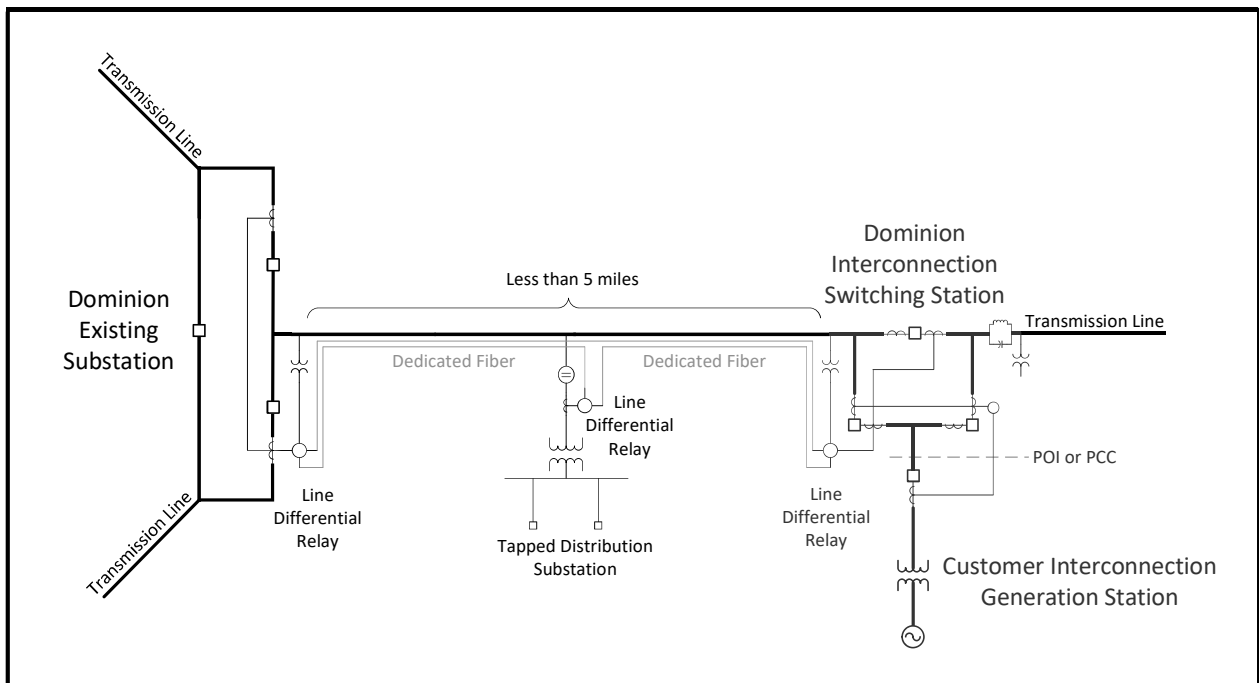 Transmission Line
Dominion
Existing
Substation
Transmission Line
Less than 5 miles
Dedicated Fiber
Dedicated Fiber
Line
Differential
Relay
Line
Differential
Relay
Tapped Distribution
Substation
Line
Differential
Relay
Dominion
Interconnection
Switching Station
Transmission Line
POI or PCC
Customer Interconnection
Generation Station